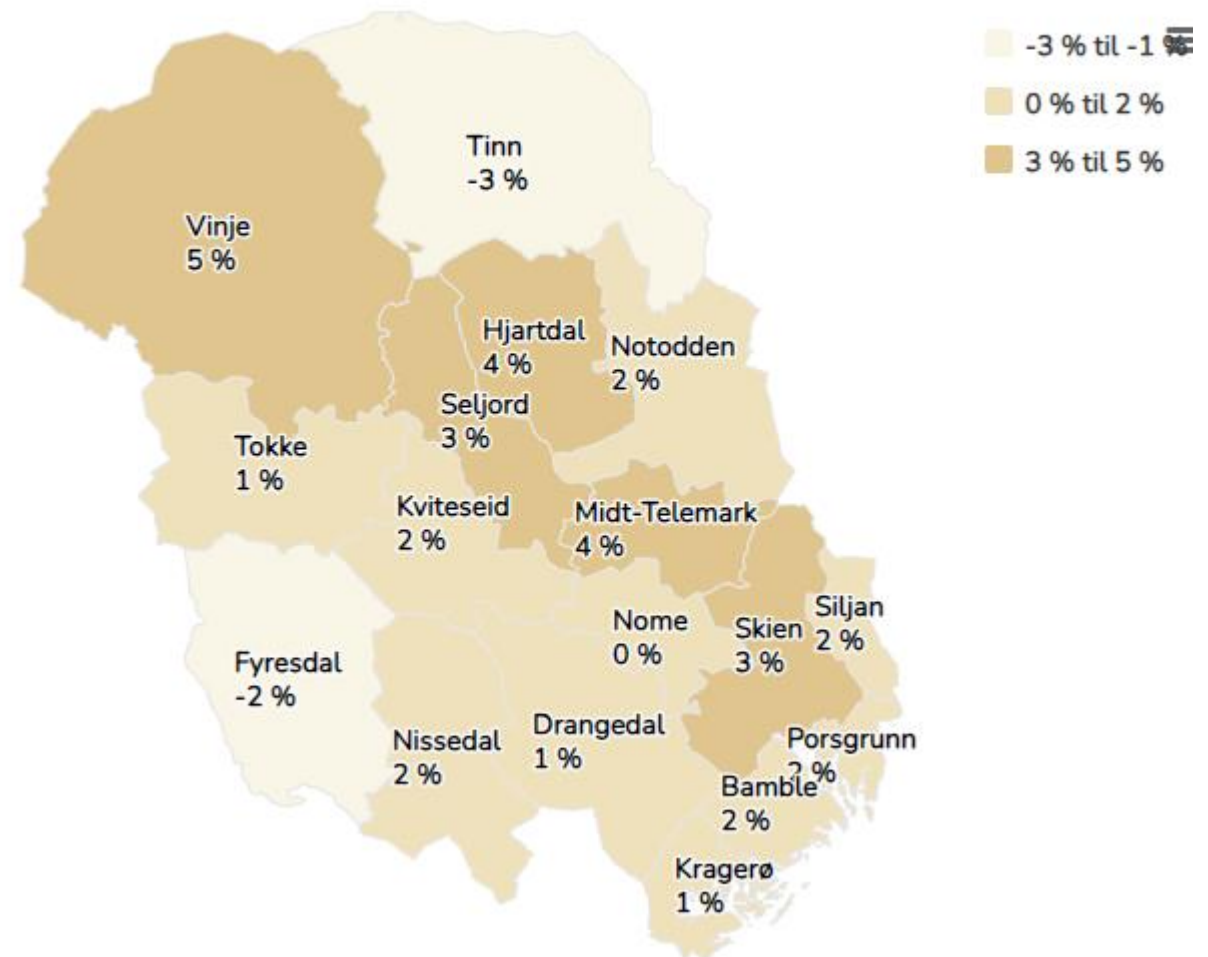 -3 % til -1 %
0 % til 2 %
3 % til 5 %
Tinn
-3 %
Vinje
5 %
Hjartdal
4 %
Notodden
2 %
Seljord
3 %
Tokke
1 %
Kviteseid
2 %
Midt-Telemark
4 %
Siljan
2 %
Nome
0 %
Skien
3 %
Fyresdal
-2 %
Drangedal
1 %
Nissedal
2 %
Porsgrunn
2 %
Bamble
2 %
Kragerø
1 %